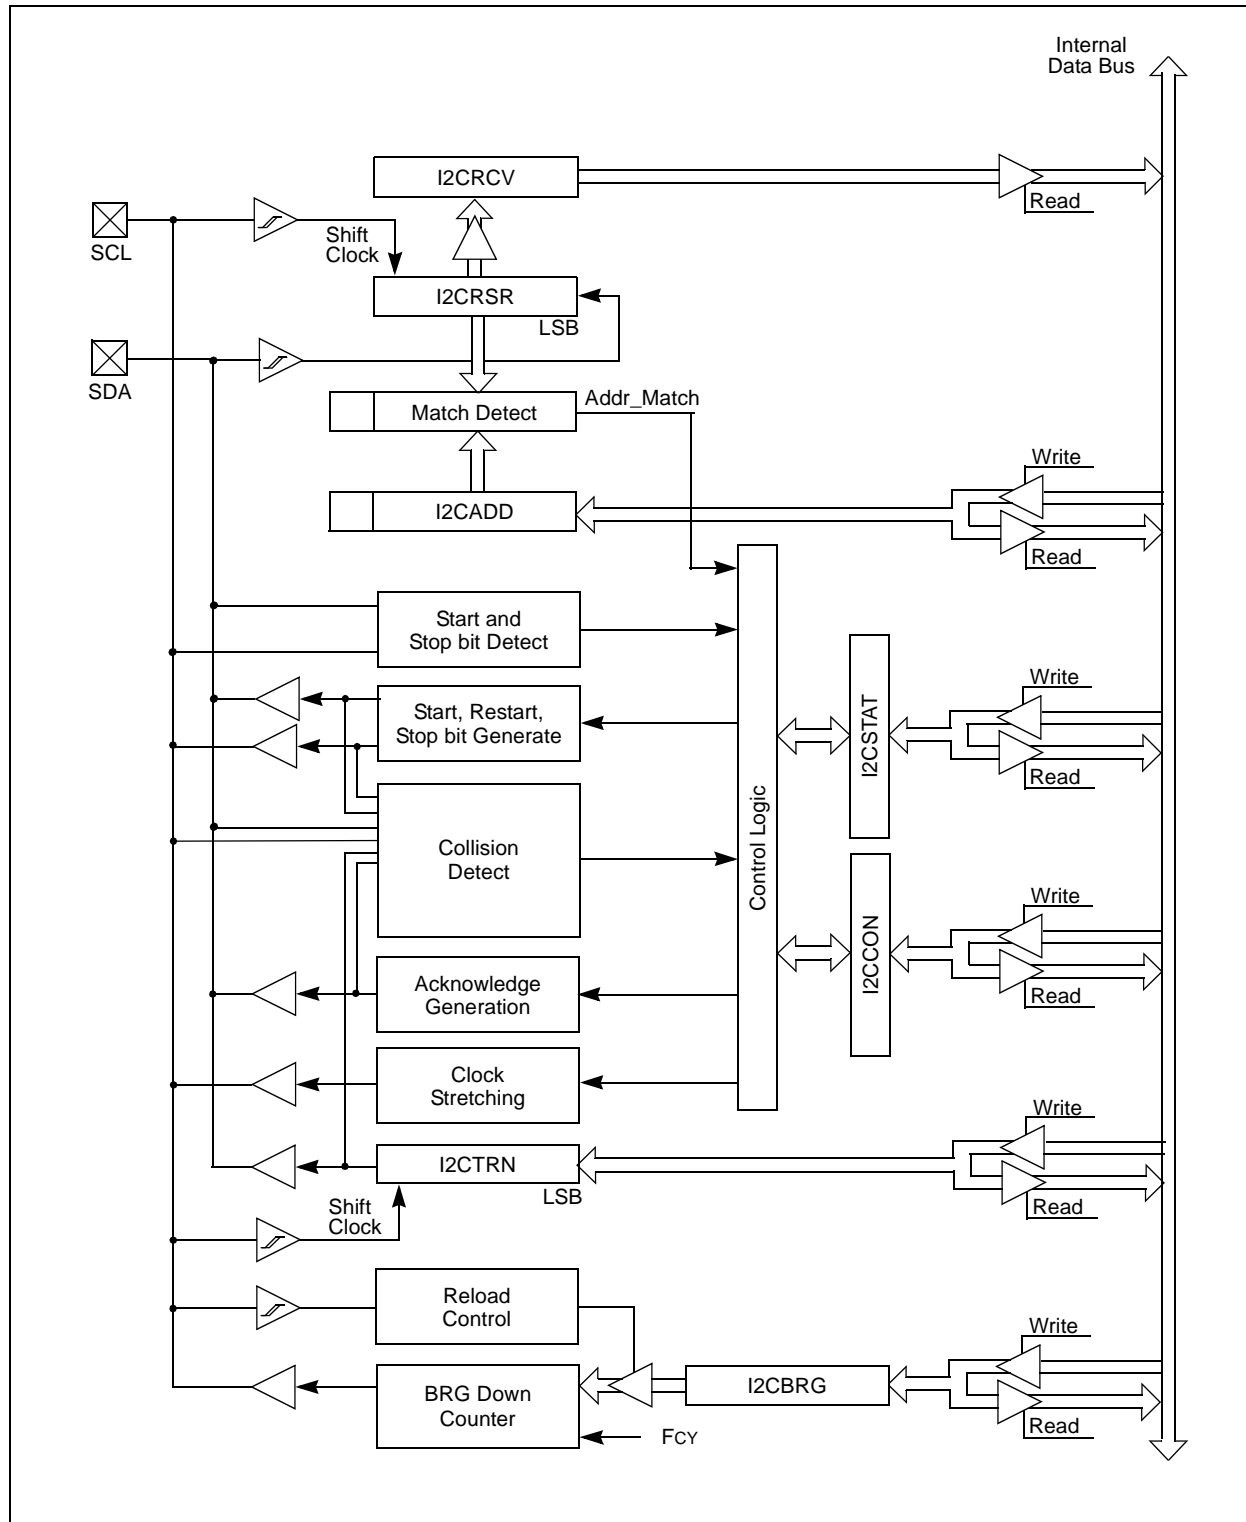 Internal
Data Bus
I2CRCV
Read
SCL
Shift
Clock
I2CRSR
LSB
SDA
Match Detect
Addr_Match
Write
I2CADD
Read
Start and
Stop bit Detect
Start, Restart,
Stop bit Generate
Write
I2CSTAT
Read
Control Logic
Collision
Detect
Write
I2CCON
Read
Acknowledge
Generation
Clock
Stretching
Write
I2CTRN
LSB
Read
Shift
Clock
Reload
Control
Write
I2CBRG
BRG Down
Counter
Read
FCY